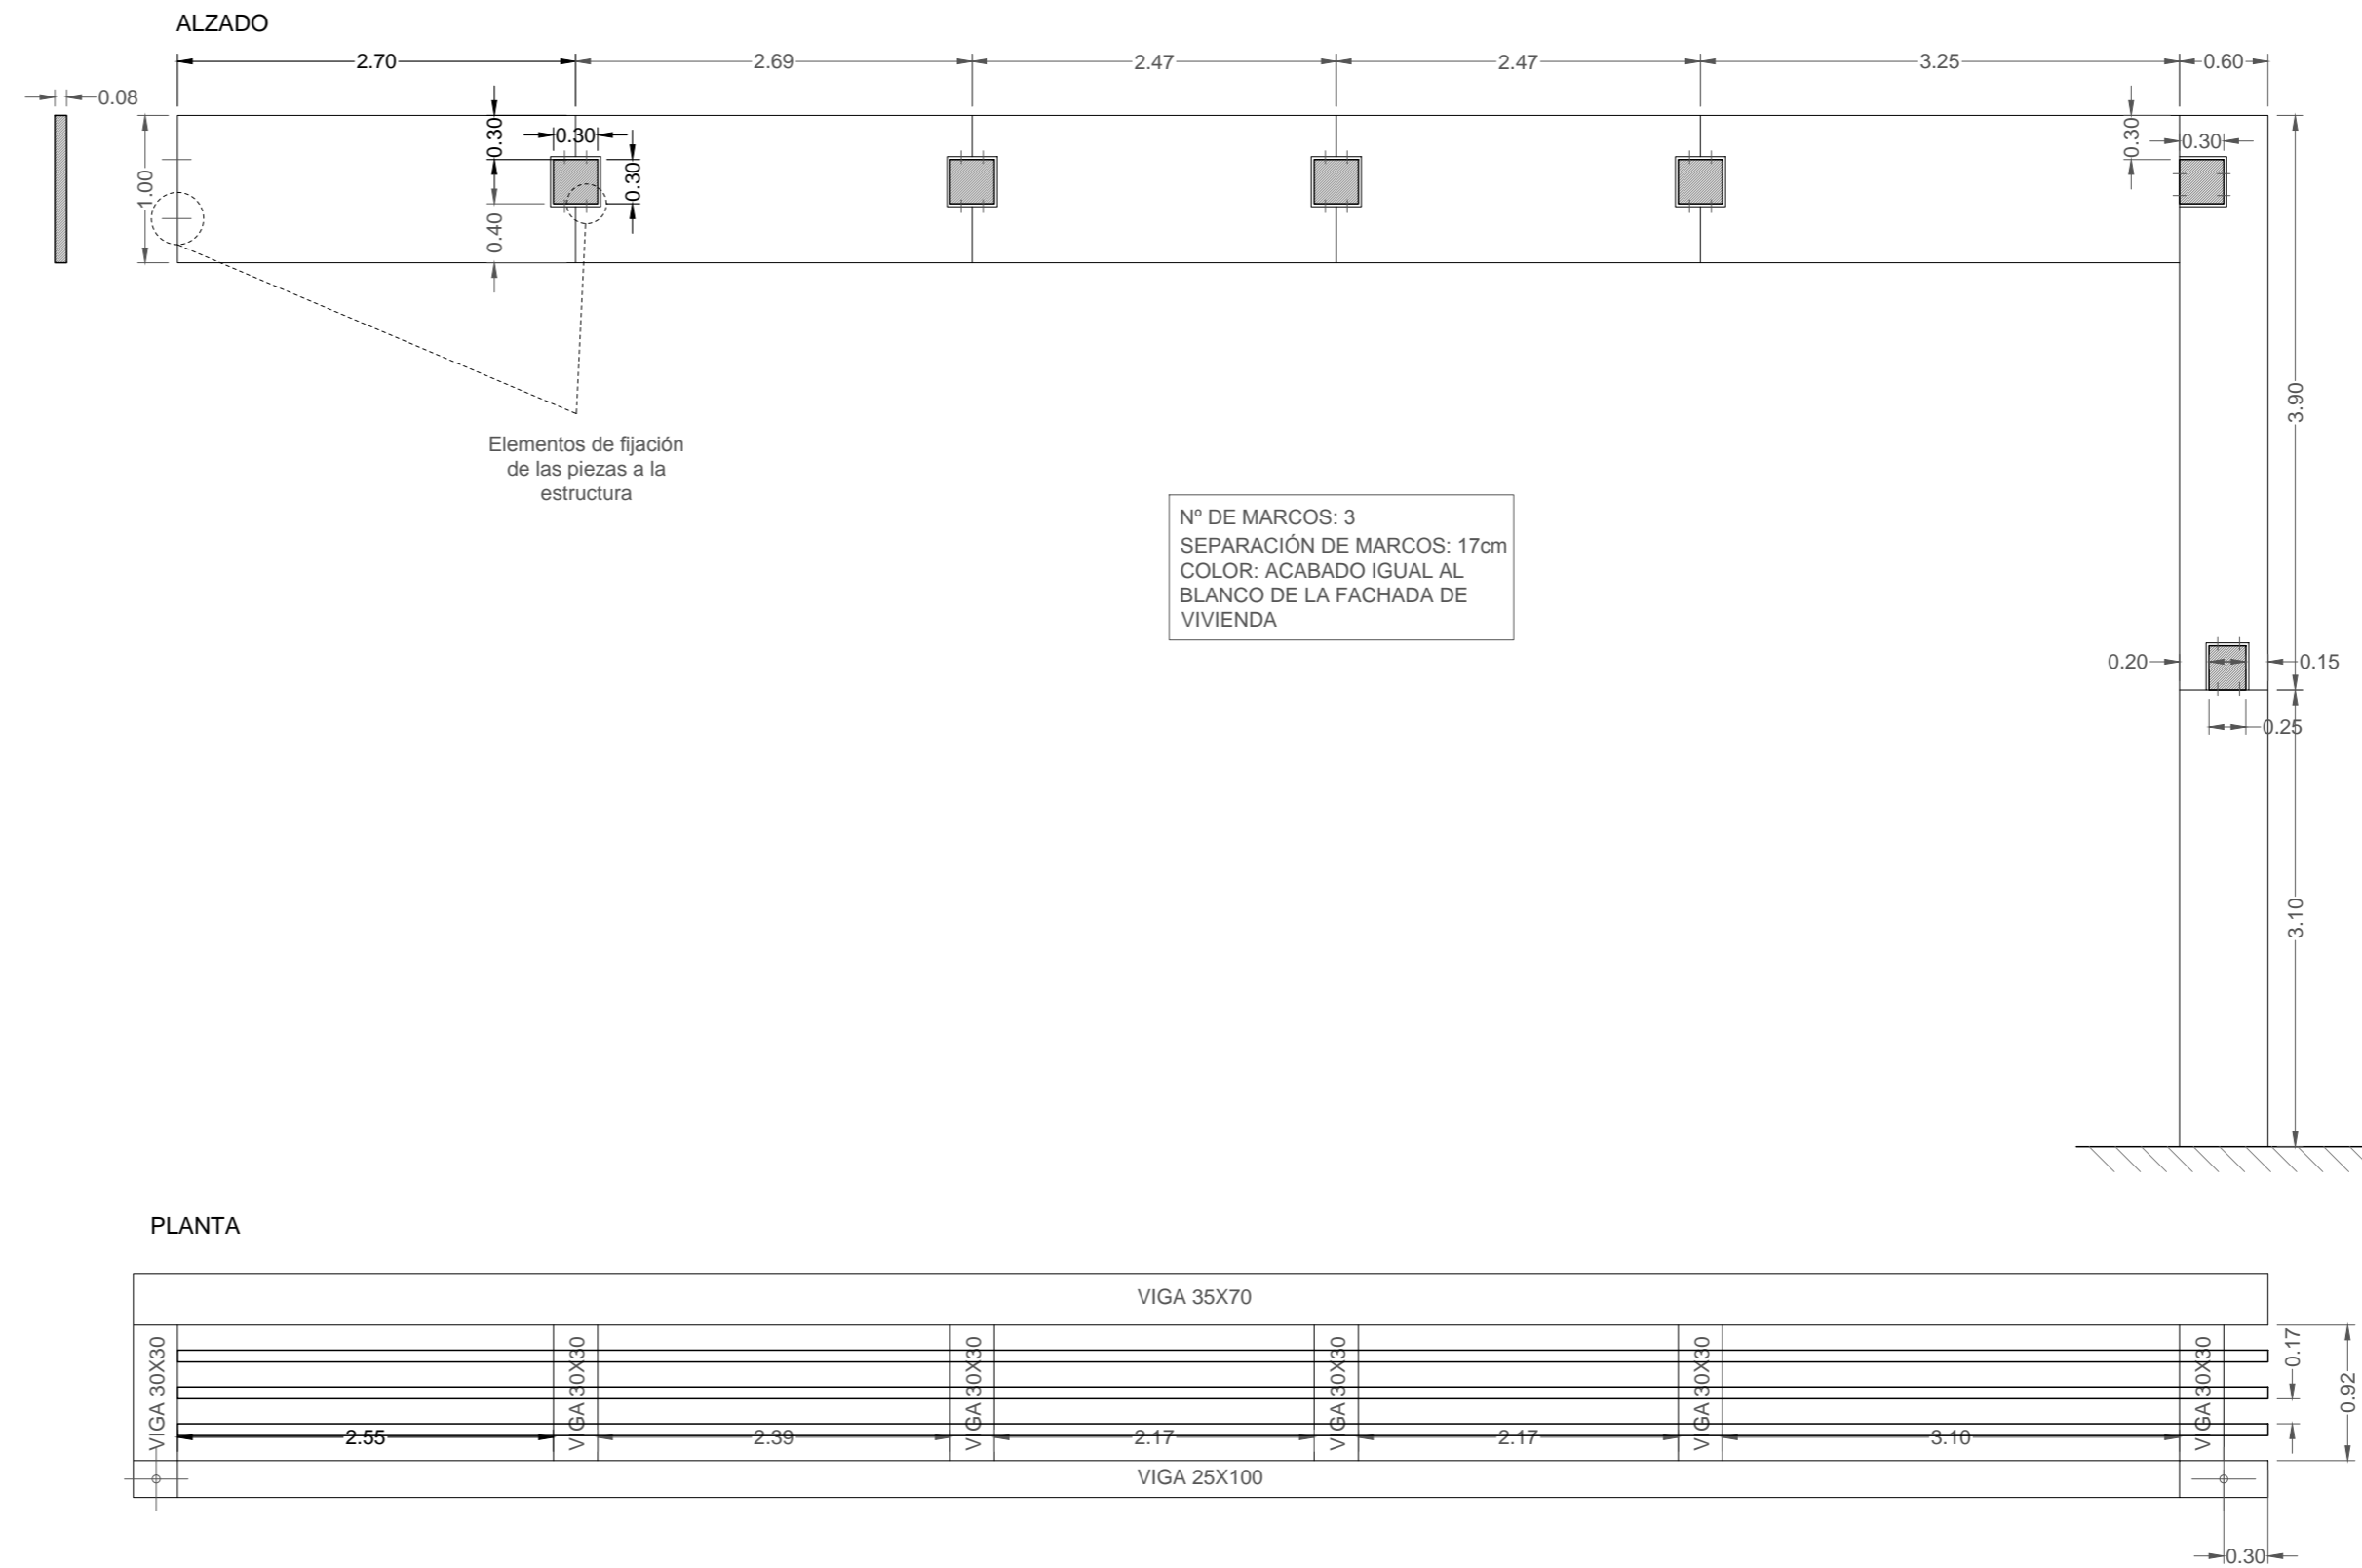 ALZADO
2.70
2.69
2.47
2.47
3.25
0.60
0.08
1.00
0.30
0.40
0.30
0.30
0.30
0.30
Elementos de fijación
de las piezas a la
estructura
Nº DE MARCOS: 3
SEPARACIÓN DE MARCOS: 17cm
COLOR: ACABADO IGUAL AL
BLANCO DE LA FACHADA DE
VIVIENDA
3.90
0.20
0.15
0.25
3.10
PLANTA
VIGA 35X70
VIGA 30X30
VIGA 30X30
VIGA 30X30
VIGA 30X30
VIGA 30X30
VIGA 30X30
2.55
2.39
2.17
2.17
3.10
0.17
0.92
VIGA 25X100
0.30